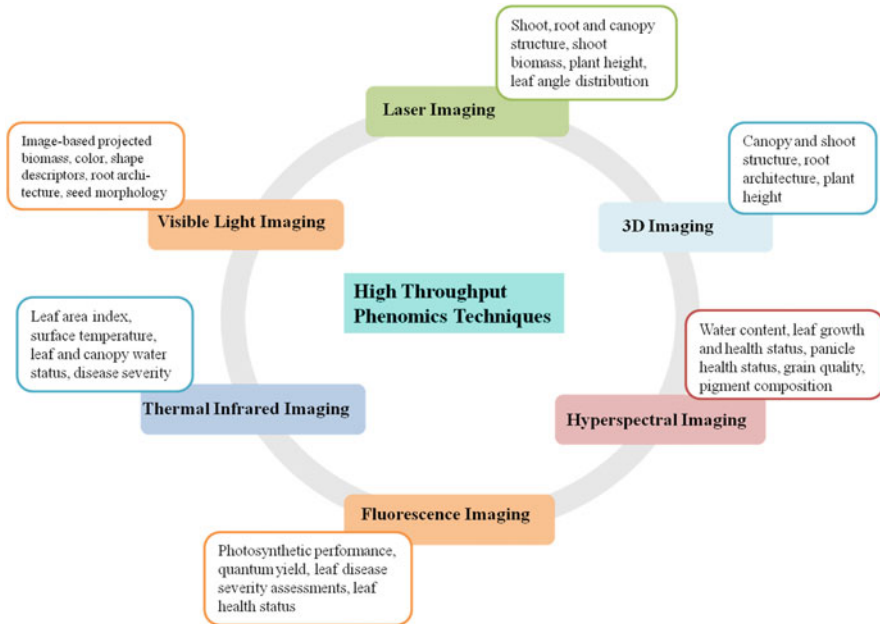 Shoot, root and canopy
structure, shoot
biomass, plant height,
leaf angle distribution
Laser Imaging
Image-based projected
biomass, color, shape
descriptors, root archi-
tecture, seed morphology
Visible Light Imaging
Canopy and shoot
structure, root
architecture, plant
height
3D Imaging
High Throughput
Phenomics Techniques
Leaf area index,
surface temperature,
leaf and canopy water
status, disease severity
Thermal Infrared Imaging
Water content, leaf growth
and health status, panicle
health status, grain quality,
pigment composition
Hyperspectral Imaging
Fluorescence Imaging
Photosynthetic performance,
quantum yield, leaf disease
severity assessments, leaf
health status